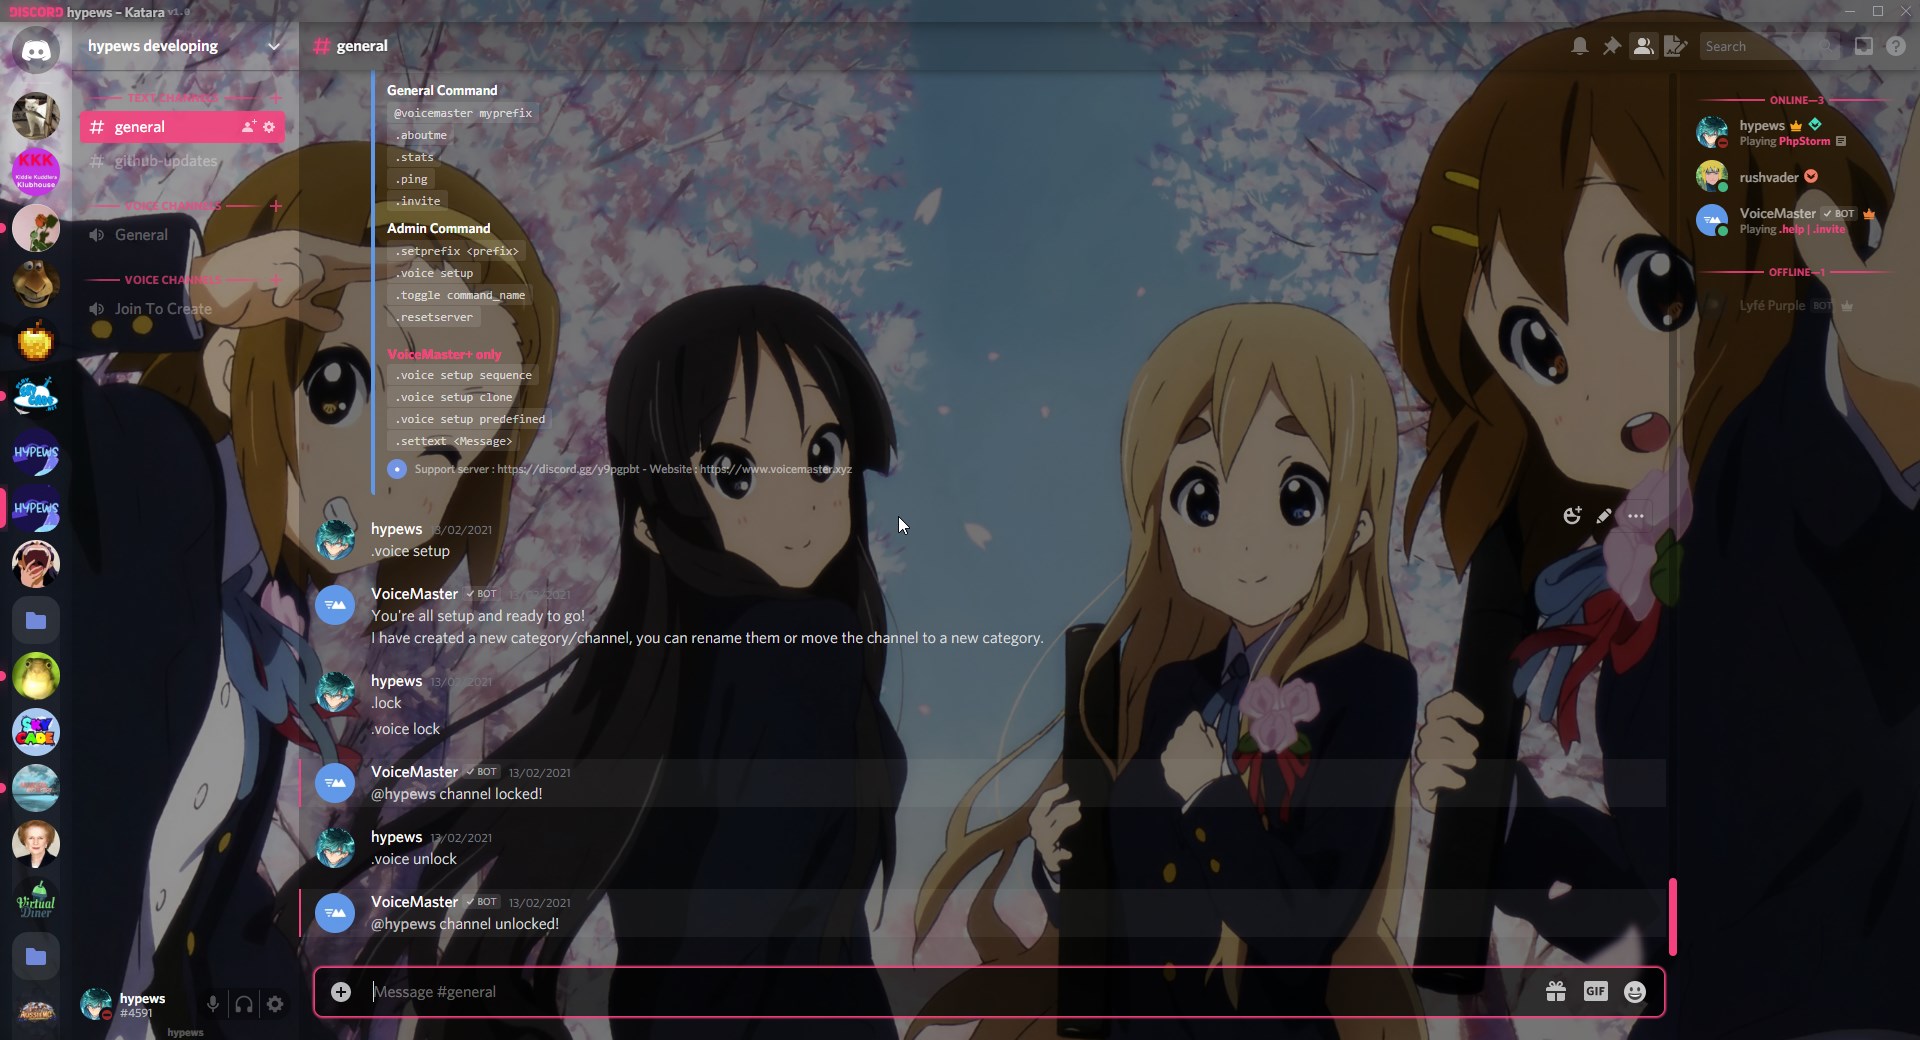 DISCORD hypews – Katara v1.0
hypews developing
# general
Search
TEXT CHANNELS
# general
# github-updates
VOICE CHANNELS
General
VOICE CHANNELS
Join To Create
KKK
Kiddie Kuddlers
Klubhouse
HYPEWS
HYPEWS
SKY
CADE
Virtual
Diner
General Command
@voicemaster myprefix
.aboutme
.stats
.ping
.invite
Admin Command
.setprefix <prefix>
.voice setup
.toggle command_name
.resetserver
VoiceMaster+ only
.voice setup sequence
.voice setup clone
.voice setup predefined
.settext <Message>
Support server : https://discord.gg/y9pgpbt - Website : https://www.voicemaster.xyz
hypews 13/02/2021
.voice setup
VoiceMaster ✓ BOT 13/02/2021
You're all setup and ready to go!
I have created a new category/channel, you can rename them or move the channel to a new category.
hypews 13/02/2021
.lock
.voice lock
VoiceMaster ✓ BOT 13/02/2021
@hypews channel locked!
hypews 13/02/2021
.voice unlock
VoiceMaster ✓ BOT 13/02/2021
@hypews channel unlocked!
Message #general
GIF
hypews
#4591
hypews
ONLINE—3
hypews
Playing PhpStorm
rushvader
VoiceMaster ✓ BOT
Playing .help | .invite
OFFLINE—1
Lyfé Purple BOT